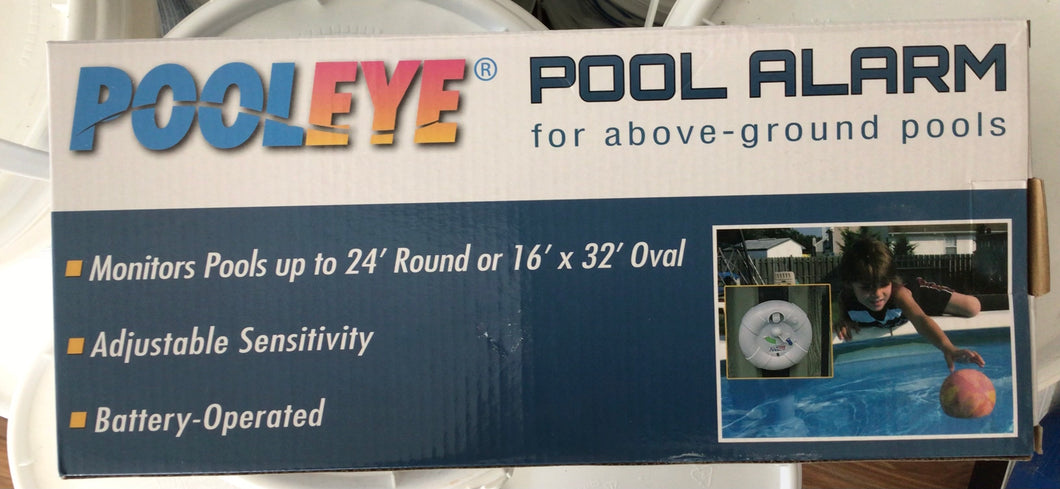 POOLEYE®
POOL ALARM
for above-ground pools
Monitors Pools up to 24' Round or 16' x 32' Oval
Adjustable Sensitivity
Battery-Operated